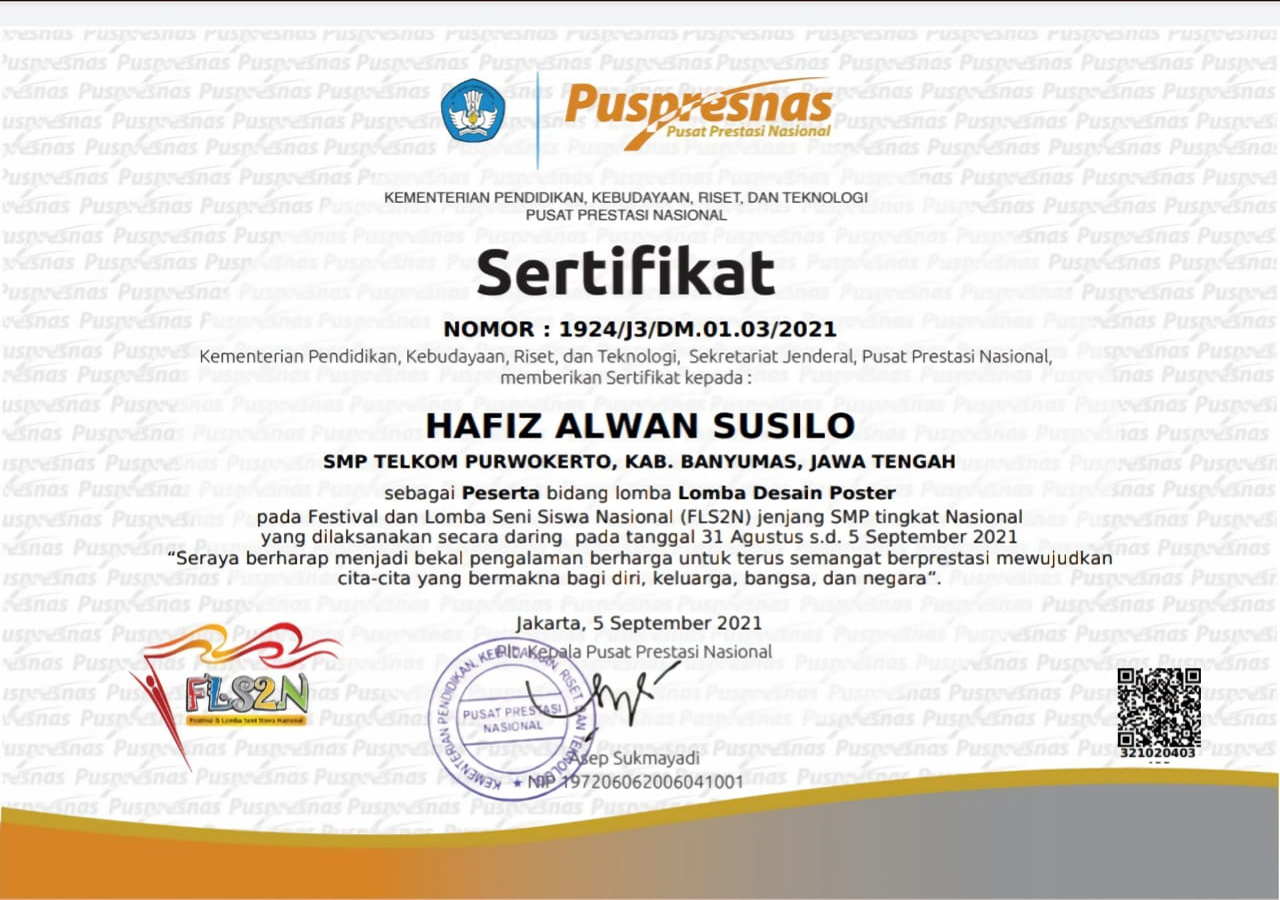 Puspresnas
Pusat Prestasi Nasional
KEMENTERIAN PENDIDIKAN, KEBUDAYAAN, RISET, DAN TEKNOLOGI
PUSAT PRESTASI NASIONAL
Sertifikat
NOMOR : 1924/J3/DM.01.03/2021
Kementerian Pendidikan, Kebudayaan, Riset, dan Teknologi, Sekretariat Jenderal, Pusat Prestasi Nasional,
memberikan Sertifikat kepada :
HAFIZ ALWAN SUSILO
SMP TELKOM PURWOKERTO, KAB. BANYUMAS, JAWA TENGAH
sebagai Peserta bidang lomba Lomba Desain Poster
pada Festival dan Lomba Seni Siswa Nasional (FLS2N) jenjang SMP tingkat Nasional
yang dilaksanakan secara daring pada tanggal 31 Agustus s.d. 5 September 2021
“Seraya berharap menjadi bekal pengalaman berharga untuk terus semangat berprestasi mewujudkan
cita-cita yang bermakna bagi diri, keluarga, bangsa, dan negara”.
Jakarta, 5 September 2021
Plt. Kepala Pusat Prestasi Nasional
KEMENTERIAN PENDIDIKAN, KEBUDAYAAN, RISET DAN TEKNOLOGI
PUSAT PRESTASI
NASIONAL
Asep Sukmayadi
NIP 197206062006041001
FLS2N
Festival & Lomba Seni Siswa Nasional
321020403